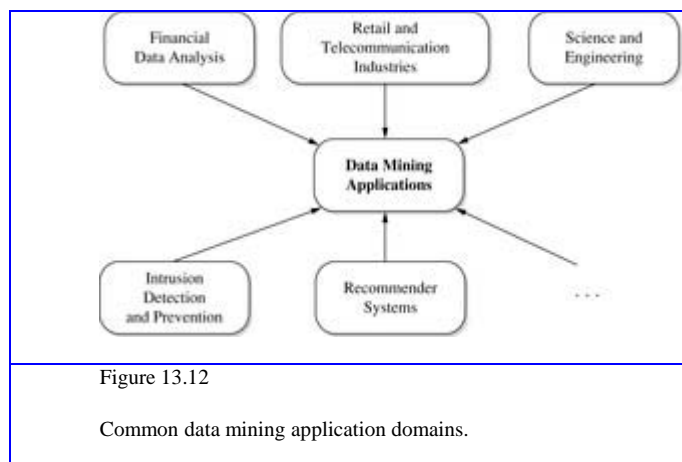 Financial
Data Analysis
Retail and
Telecommunication
Industries
Science and
Engineering
Data Mining
Applications
Intrusion
Detection
and Prevention
Recommender
Systems
. . .
Figure 13.12
Common data mining application domains.